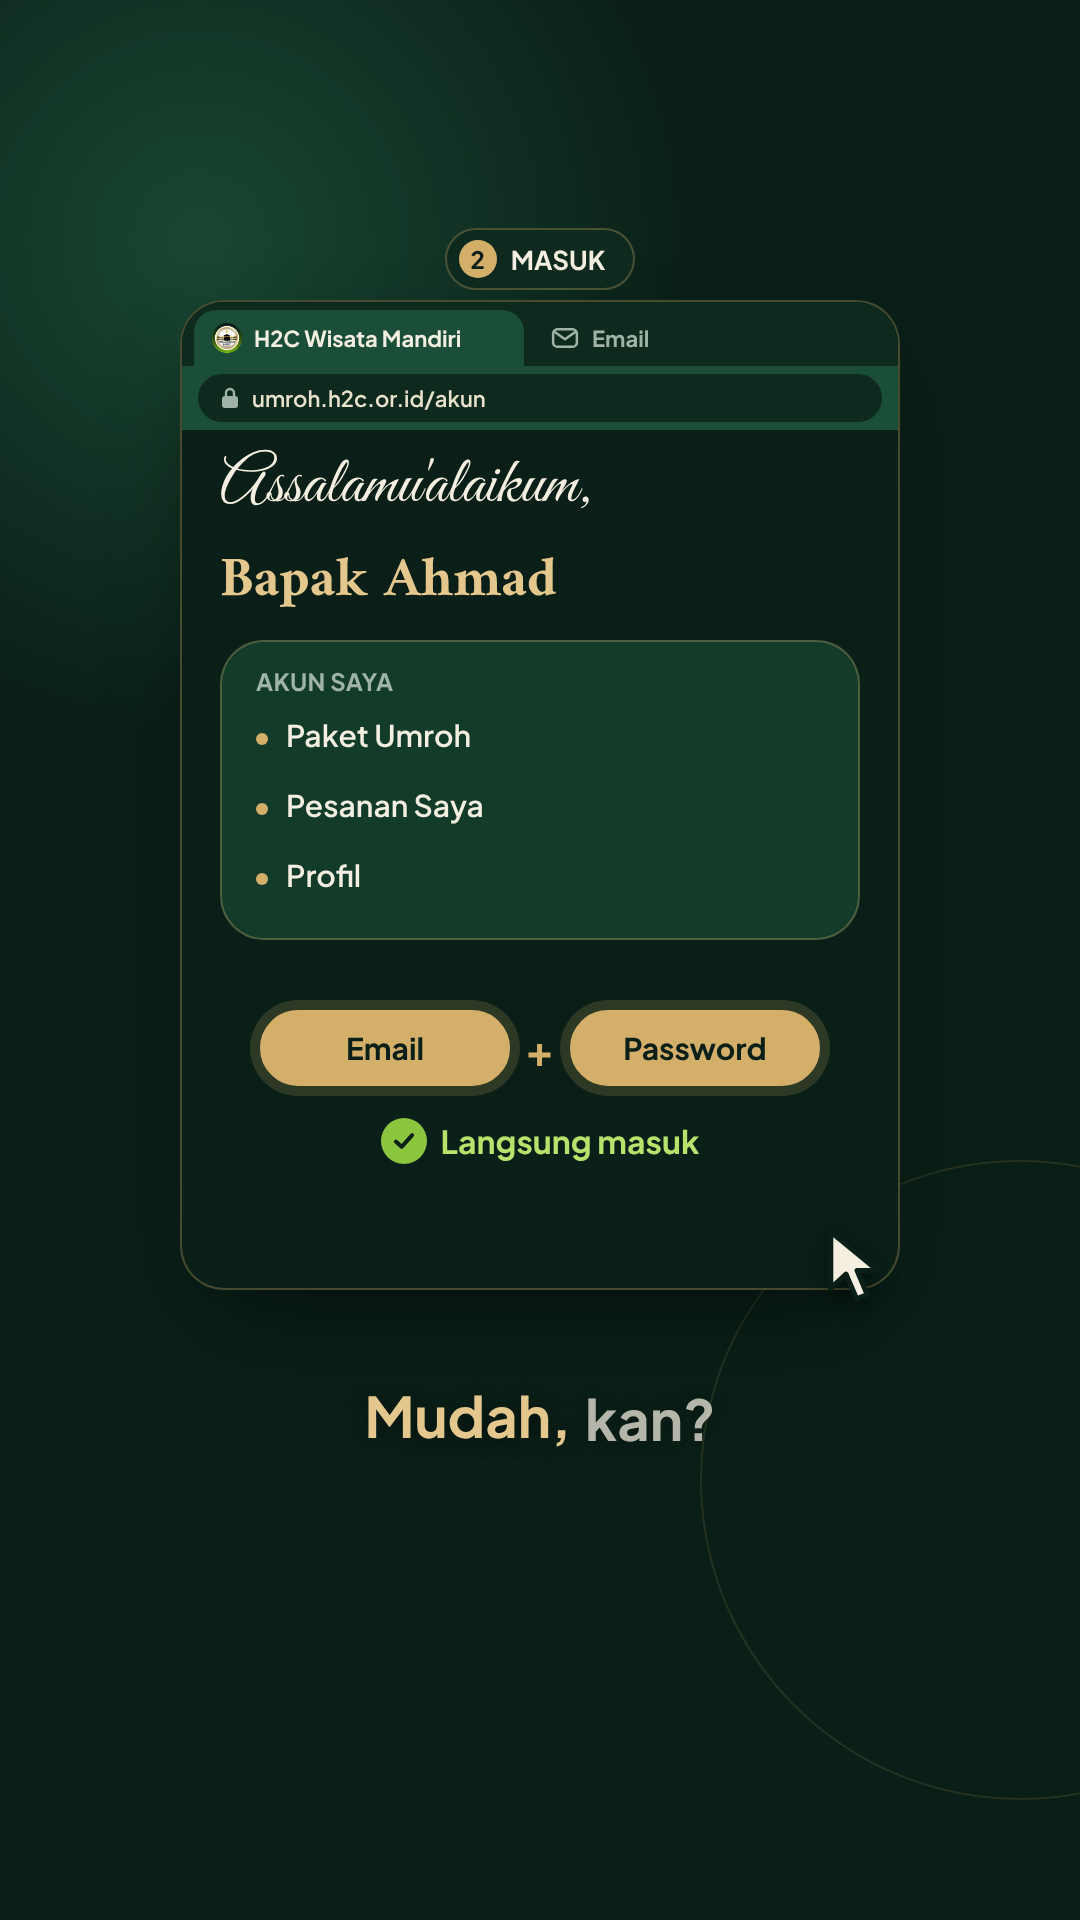 2 MASUK
H2C Wisata Mandiri
Email
umroh.h2c.or.id/akun
Assalamu'alaikum,
Bapak Ahmad
AKUN SAYA
Paket Umroh
Pesanan Saya
Profil
Email + Password
Langsung masuk
Mudah, kan?